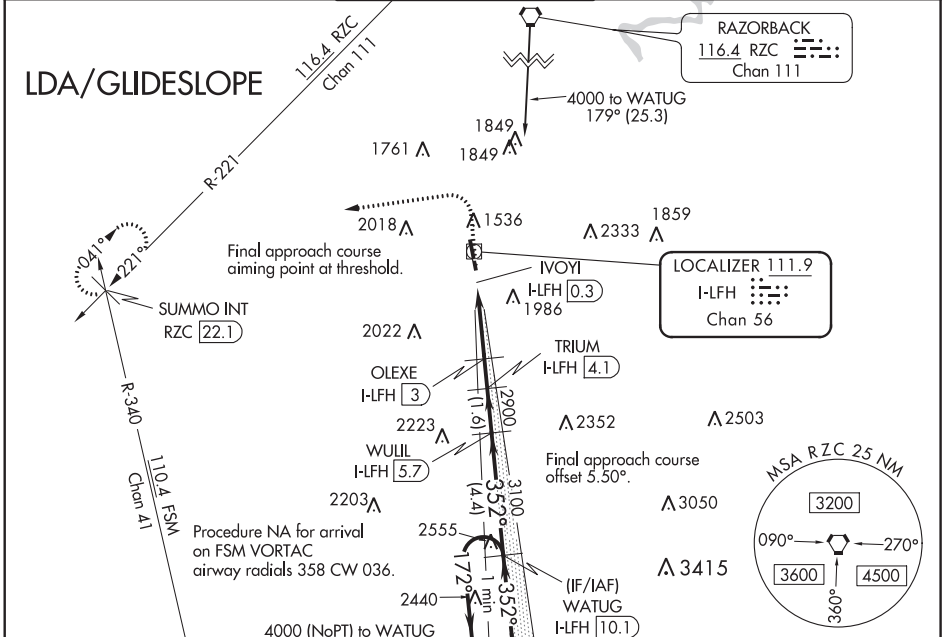 LDA/GLIDESLOPE
116.4 RZC
Chan 111
RAZORBACK
116.4 RZC
Chan 111
4000 to WATUG
179° (25.3)
1849
1849
1761
R-221
2018
1536
2333
1859
041°
221°
Final approach course
aiming point at threshold.
LOCALIZER 111.9
I-LFH
Chan 56
IVOYI
I-LFH 0.3
1986
SUMMO INT
RZC 22.1
2022
TRIUM
I-LFH 4.1
OLEXE
I-LFH 3
R-340
(1.6)
2900
2223
2352
2503
WULIL
I-LFH 5.7
Final approach course
offset 5.50°.
MSA RZC 25 NM
3200
090°
270°
3600
4500
360°
110.4 FSM
Chan 41
(4.4)
352°
3100
2203
3050
Procedure NA for arrival
on FSM VORTAC
airway radials 358 CW 036.
2555
3415
172°
1 min
352°
(IF/IAF)
WATUG
I-LFH 10.1
2440
4000 (NoPT) to WATUG